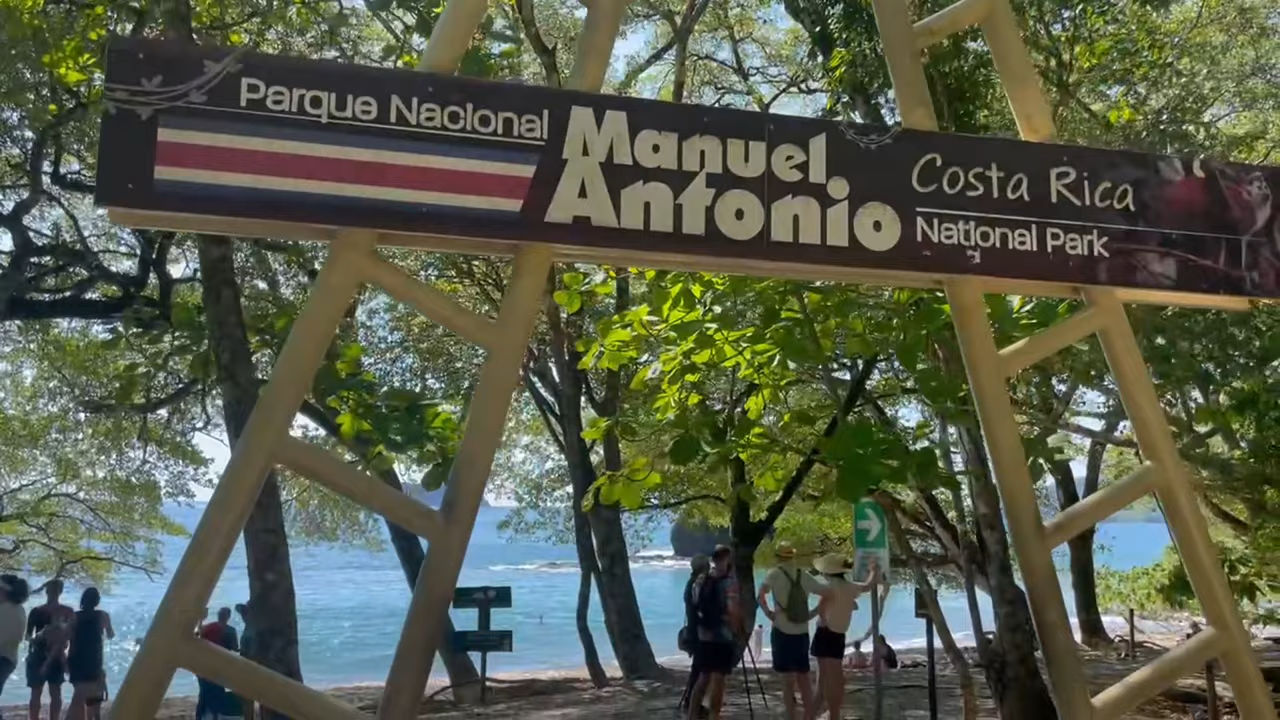 Parque Nacional
Manuel
Antonio
Costa Rica
National Park